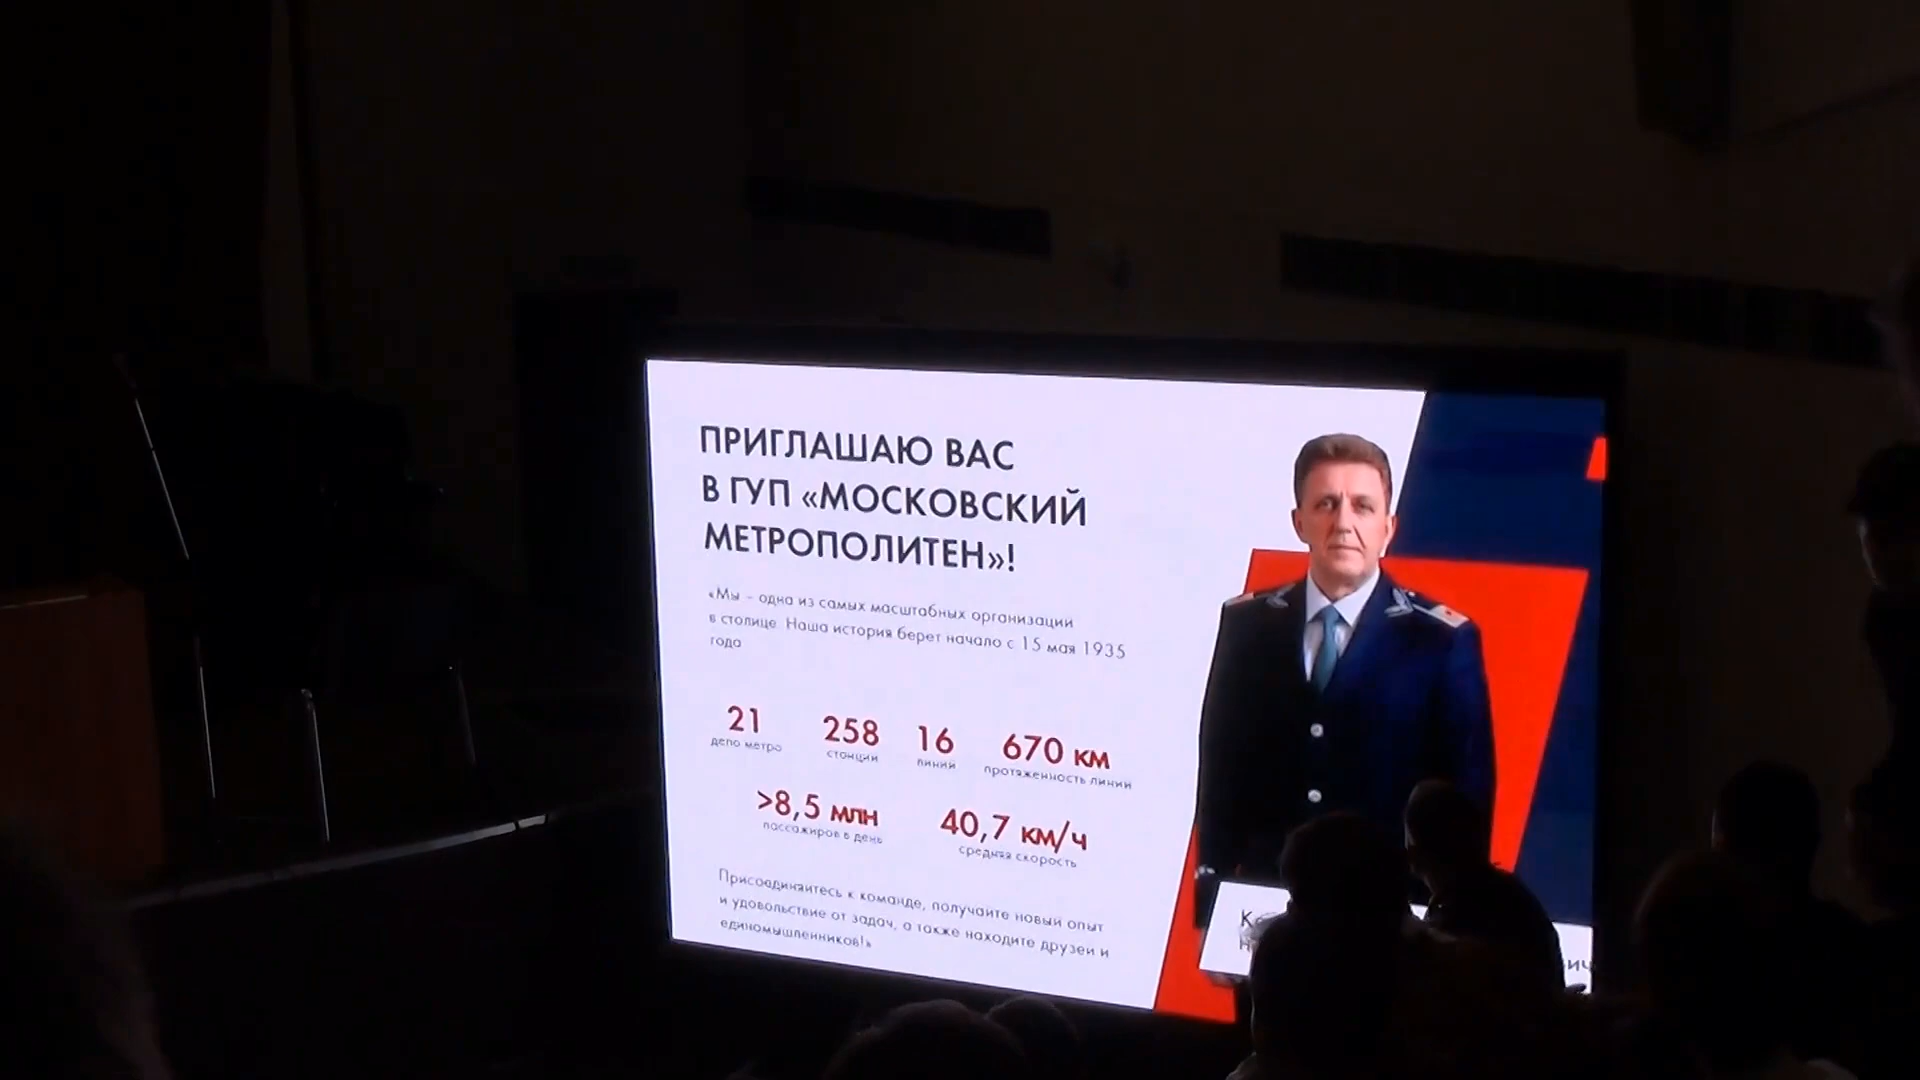 ПРИГЛАШАЮ ВАС
В ГУП «МОСКОВСКИЙ
МЕТРОПОЛИТЕН»!
«Мы – одна из самых масштабных организаций
в столице. Наша история берет начало с 15 мая 1935
года
21 258 16 670 км
депо метро станции линий протяженность линий
>8,5 млн 40,7 км/ч
пассажиров в день средняя скорость
Присоединяйтесь к команде, получайте новый опыт
и удовольствие от задач, а также находите друзей и
единомышленников!»